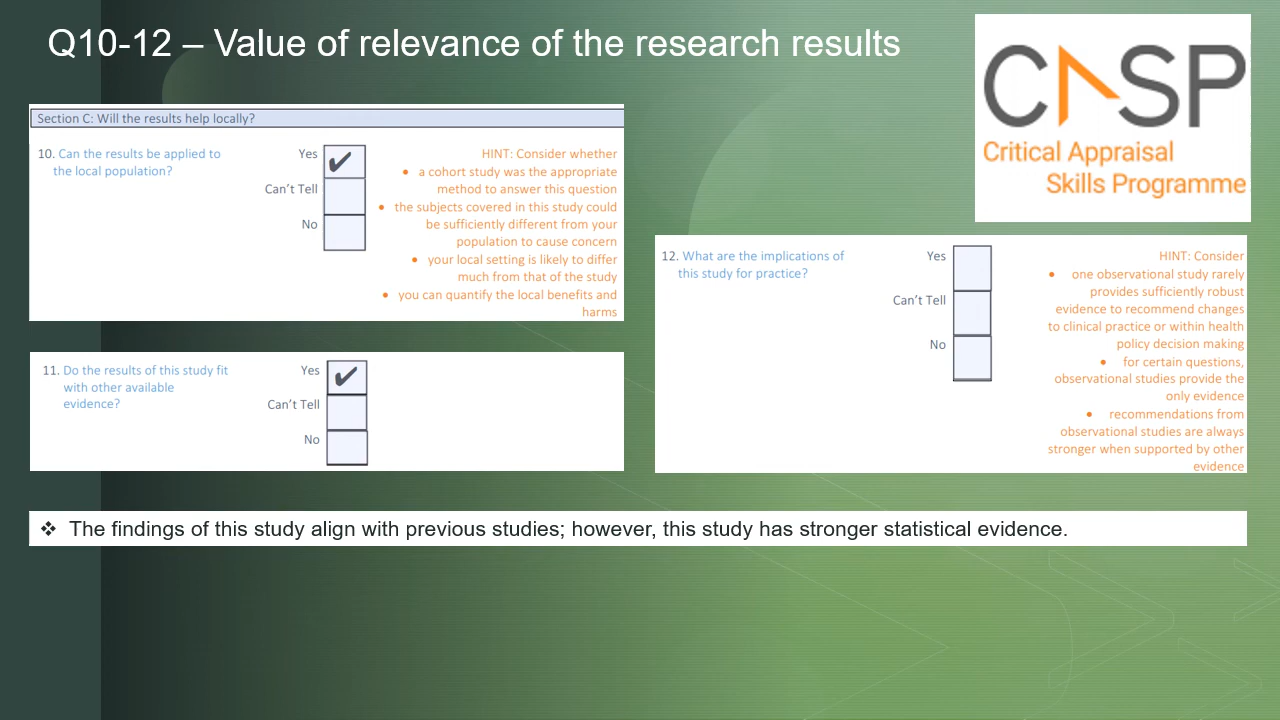 Q10-12 – Value of relevance of the research results
CASP
Critical Appraisal
Skills Programme
Section C: Will the results help locally?
10. Can the results be applied to
the local population?
Yes ✔
Can't Tell
No
HINT: Consider whether
• a cohort study was the appropriate
method to answer this question
• the subjects covered in this study could
be sufficiently different from your
population to cause concern
• your local setting is likely to differ
much from that of the study
• you can quantify the local benefits and
harms
11. Do the results of this study fit
with other available
evidence?
Yes ✔
Can't Tell
No
12. What are the implications of
this study for practice?
Yes
Can't Tell
No
HINT: Consider
• one observational study rarely
provides sufficiently robust
evidence to recommend changes
to clinical practice or within health
policy decision making
• for certain questions,
observational studies provide the
only evidence
• recommendations from
observational studies are always
stronger when supported by other
evidence
❖ The findings of this study align with previous studies; however, this study has stronger statistical evidence.